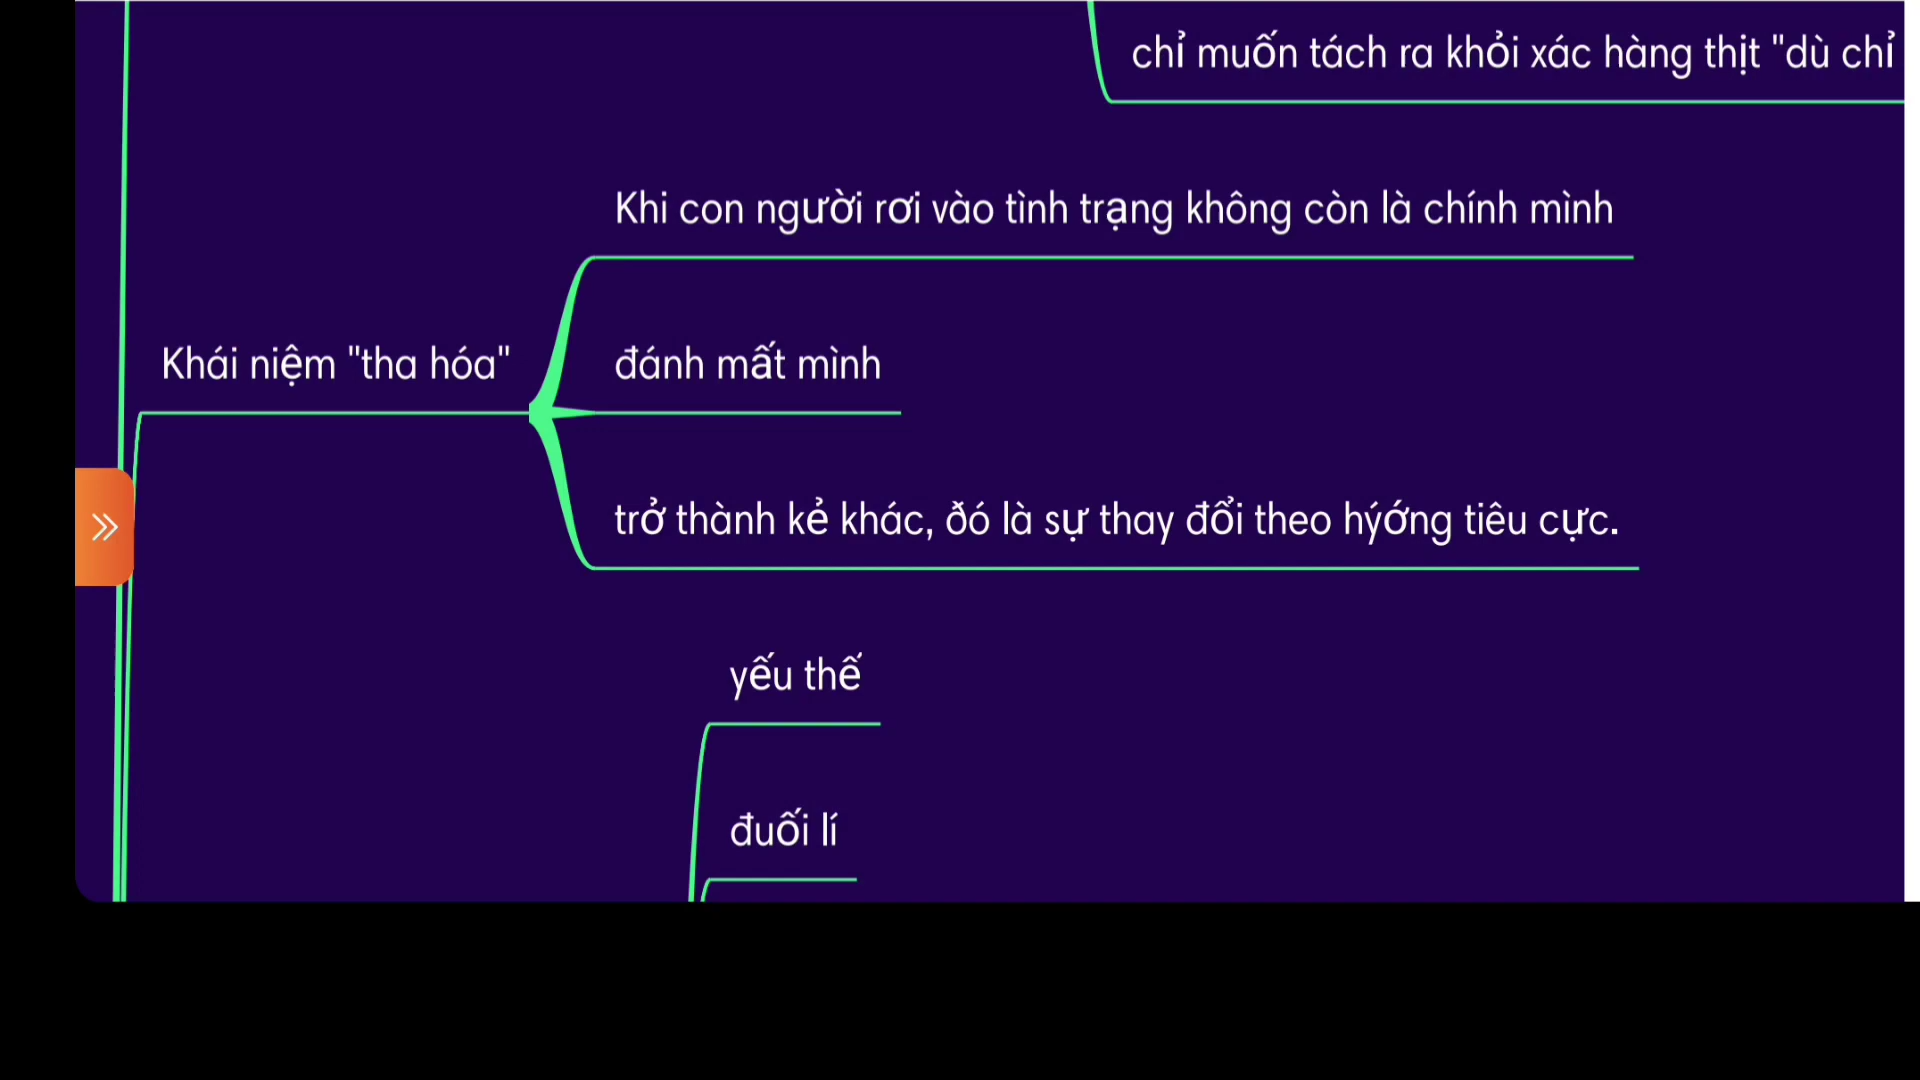 chỉ muốn tách ra khỏi xác hàng thịt "dù chỉ
Khi con người rơi vào tình trạng không còn là chính mình
Khái niệm "tha hóa"
đánh mất mình
trở thành kẻ khác, ðó là sự thay đổi theo hýớng tiêu cực.
yếu thế
đuối lí